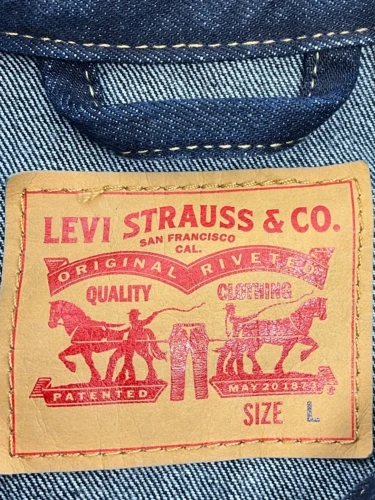 LEVI STRAUSS & CO.
SAN FRANCISCO
CAL.
ORIGINAL RIVETED
QUALITY CLOTHING
PATENTED MAY 20 1873
SIZE L